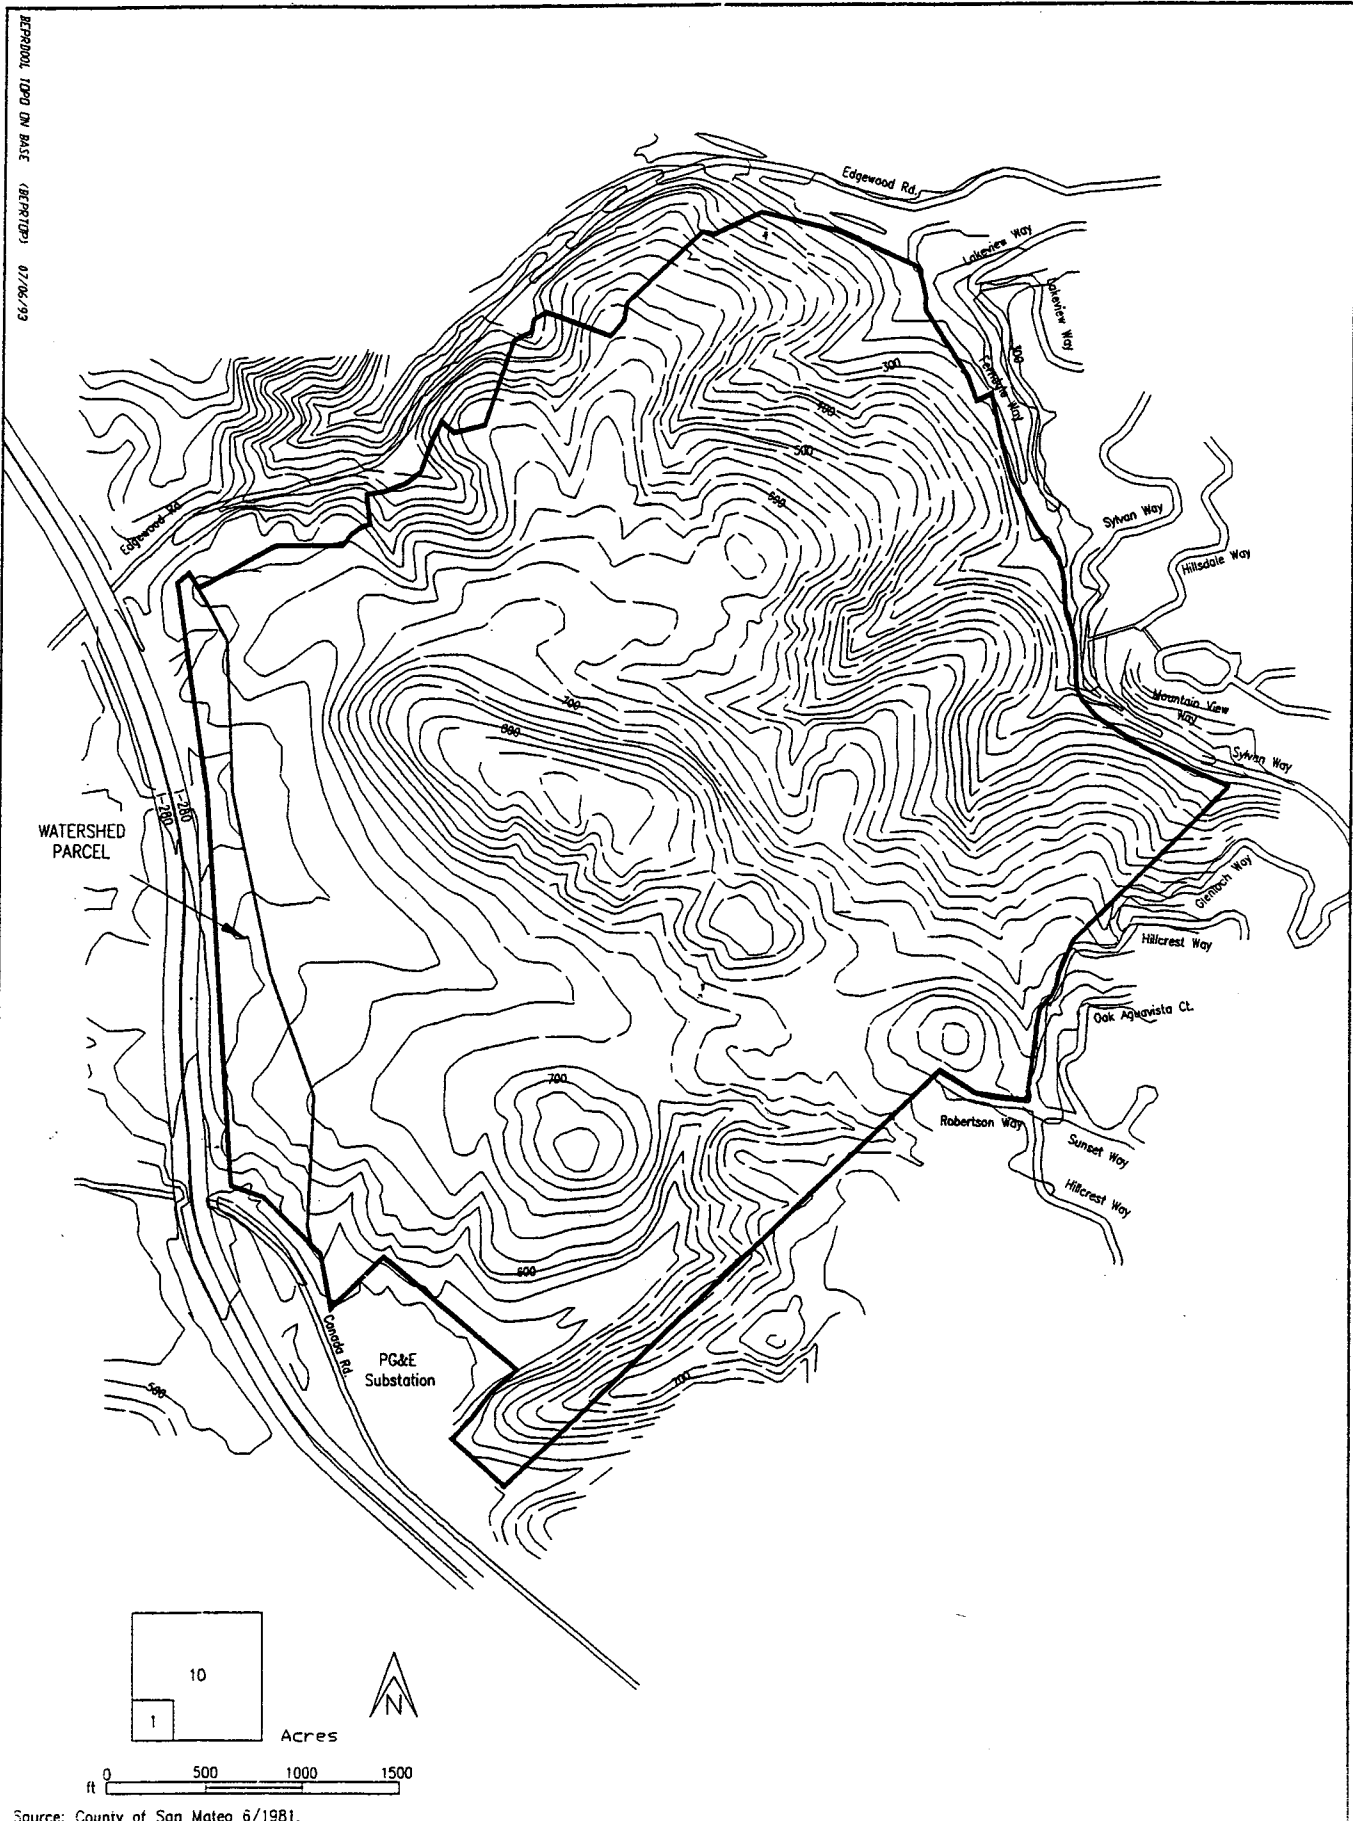 BEPRDOOL TOPO ON BASE (BEPRTOP) 07/06/93
Edgewood Rd.
Lakeview Way
Lakeview Way
300
Ferndale Way
300
400
500
600
Sylvan Way
Hillsdale Way
Edgewood Rd.
Mountain View
Way
Sylvan Way
700
800
I-280
I-280
WATERSHED
PARCEL
Glenloch Way
Hillcrest Way
Oak Aquavista Ct.
700
Robertson Way
Sunset Way
Hillcrest Way
600
Canada Rd.
PG&E
Substation
700
500
10
1
Acres
N
ft 0 500 1000 1500
Source: County of San Mateo 6/1981.